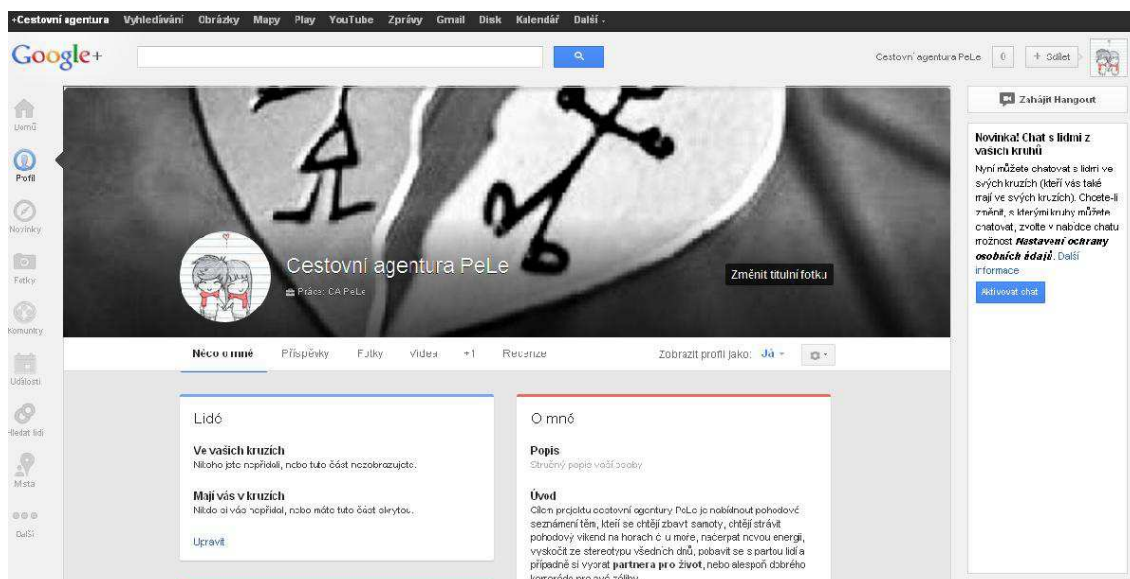 +Cestovní agentura Vyhledávání Obrázky Mapy Play YouTube Zprávy Gmail Disk Kalendář Další
Google+
Cestovní agentura PeLe 0 + Sdílet
Domů
Profil
Novinky
Fotky
Komunity
Události
Hledat lidi
Místa
Další
Cestovní agentura PeLe
Práce: CA PeLe
Změnit titulní fotku
Něco o mně Příspěvky Fotky Videa +1 Recenze Zobrazit profil jako: Já
Lidé
Ve vašich kruzích
Nikoho jste nepřidali, nebo tuto část nezobrazujete.
Mají vás v kruzích
Nikdo si vás nepřidal, nebo máte tuto část skrytou.
Upravit
O mně
Popis
Stručný popis vaší osoby
Úvod
Cílem projektu cestovní agentury PeLe je nabídnout pohodové
seznámení těm, kteří se chtějí zbavit samoty, chtějí strávit
pohodový víkend na horách či u moře, načerpat novou energii,
vyskočit ze stereotypu všedních dnů, pobavit se s partou lidí a
případně si vybrat partnera pro život, nebo alespoň dobrého
Zahájit Hangout
Novinka! Chat s lidmi z
vašich kruhů
Nyní můžete chatovat s lidmi ve
svých kruzích (kteří vás také
mají ve svých kruzích). Chcete-li
změnit, s kterými kruhy můžete
chatovat, zvolte v nabídce chatu
možnost Nastavení ochrany
osobních údajů. Další
informace
Aktivovat chat